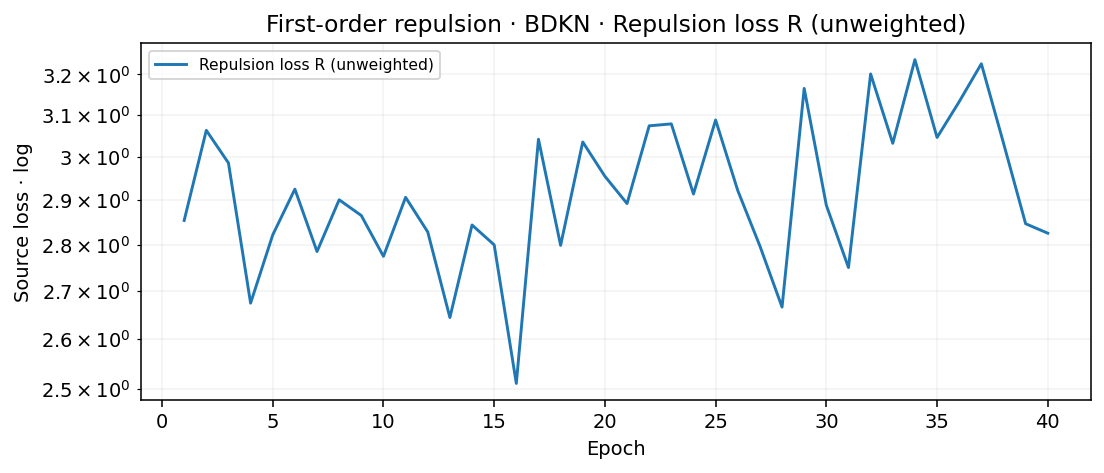 First-order repulsion · BDKN · Repulsion loss R (unweighted)
Repulsion loss R (unweighted)
Source loss · log
3.2 × 10⁰
3.1 × 10⁰
3 × 10⁰
2.9 × 10⁰
2.8 × 10⁰
2.7 × 10⁰
2.6 × 10⁰
2.5 × 10⁰
0 5 10 15 20 25 30 35 40
Epoch